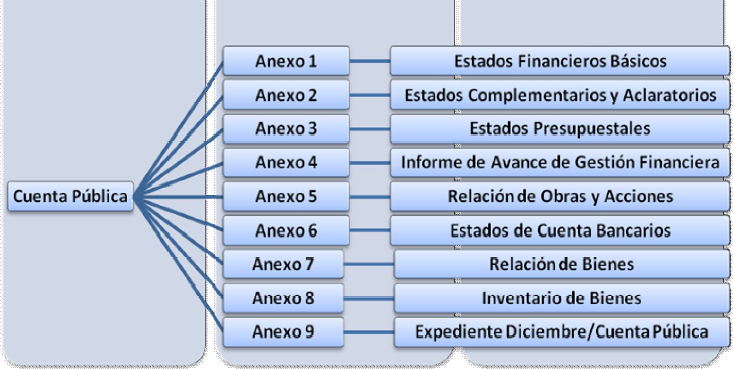 Cuenta Pública
Anexo 1 Estados Financieros Básicos
Anexo 2 Estados Complementarios y Aclaratorios
Anexo 3 Estados Presupuestales
Anexo 4 Informe de Avance de Gestión Financiera
Anexo 5 Relación de Obras y Acciones
Anexo 6 Estados de Cuenta Bancarios
Anexo 7 Relación de Bienes
Anexo 8 Inventario de Bienes
Anexo 9 Expediente Diciembre/Cuenta Pública